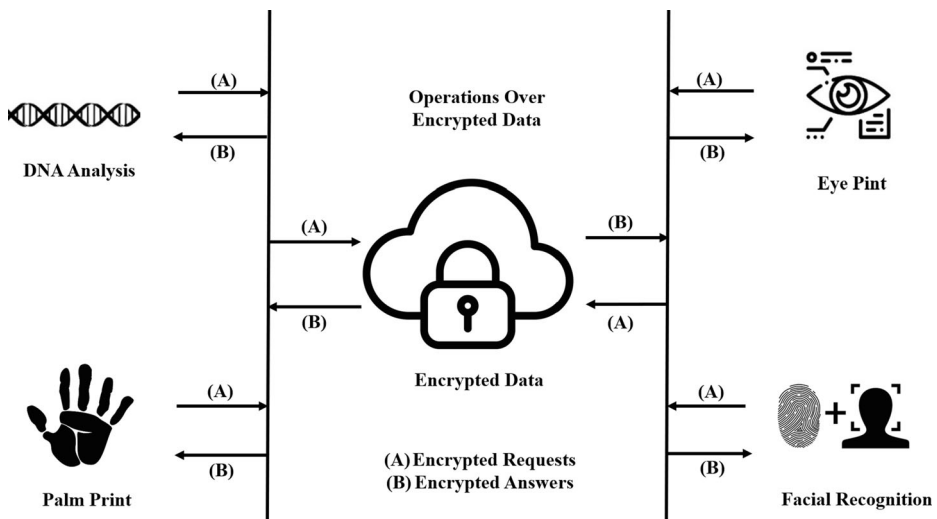 (A)
(B)
DNA Analysis
Operations Over
Encrypted Data
(A)
(B)
Eye Pint
(A)
(B)
(B)
(A)
Encrypted Data
(A)
(B)
Palm Print
(A) Encrypted Requests
(B) Encrypted Answers
(A)
(B)
Facial Recognition